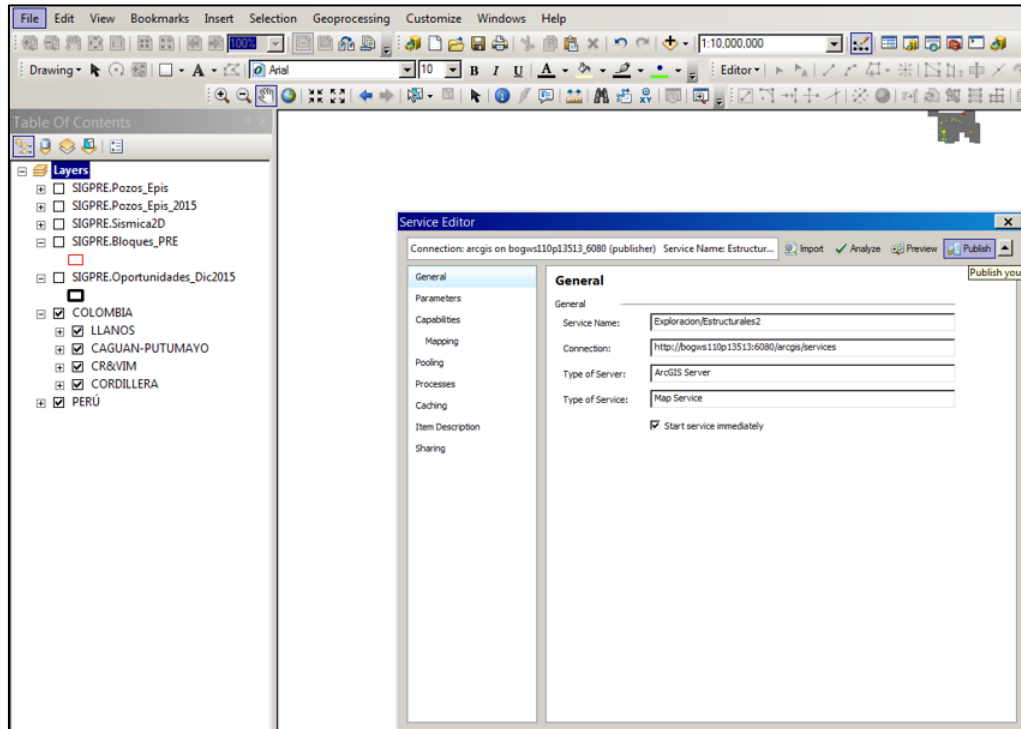 File Edit View Bookmarks Insert Selection Geoprocessing Customize Windows Help
100% 1:10,000,000
Drawing A Arial 10 B I U A Editor
XY
Table Of Contents
Layers
SIGPRE.Pozos_Epis
SIGPRE.Pozos_Epis_2015
SIGPRE.Sismica2D
SIGPRE.Bloques_PRE
SIGPRE.Oportunidades_Dic2015
COLOMBIA
LLANOS
CAGUAN-PUTUMAYO
CR&VIM
CORDILLERA
PERÚ
Service Editor
Connection: arcgis on bogws110p13513_6080 (publisher) Service Name: Estructur... Import Analyze Preview Publish
Publish you
General
Parameters
Capabilities
Mapping
Pooling
Processes
Caching
Item Description
Sharing
General
General
Service Name: Exploracion/Estructurales2
Connection: http://bogws110p13513:6080/arcgis/services
Type of Server: ArcGIS Server
Type of Service: Map Service
Start service immediately